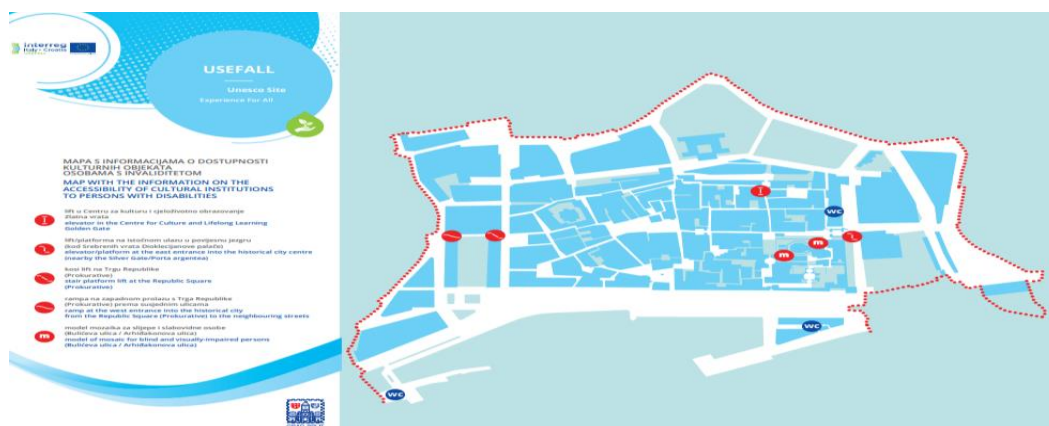 Interreg
Italy - Croatia
USEFALL
Unesco Site
Experience For All
MAPA S INFORMACIJAMA O DOSTUPNOSTI
KULTURNIH OBJEKATA
OSOBAMA S INVALIDITETOM
MAP WITH THE INFORMATION ON THE
ACCESSIBILITY OF CULTURAL INSTITUTIONS
TO PERSONS WITH DISABILITIES
lift u Centru za kulturu i cjeloživotno obrazovanje
Zlatna vrata
elevator in the Centre for Culture and Lifelong Learning
Golden Gate
lift/platforma na istočnom ulazu u povijesnu jezgru
(kod Srebrenih vrata Dioklecijanove palače)
elevator/platform at the east entrance into the historical city centre
(nearby the Silver Gate/Porta argentea)
kosi lift na Trgu Republike
(Prokurative)
stair platform lift at the Republic Square
(Prokurative)
rampa na zapadnom prolazu s Trga Republike
(Prokurative) prema susjednim ulicama
ramp at the west entrance into the historical city
from the Republic Square (Prokurative) to the neighbouring streets
m
model mozaika za slijepe i slabovidne osobe
(Bulićeva ulica / Arhiđakonova ulica)
model of mosaic for blind and visually-impaired persons
(Bulićeva ulica / Arhiđakonova ulica)
wc
m
m
wc
wc